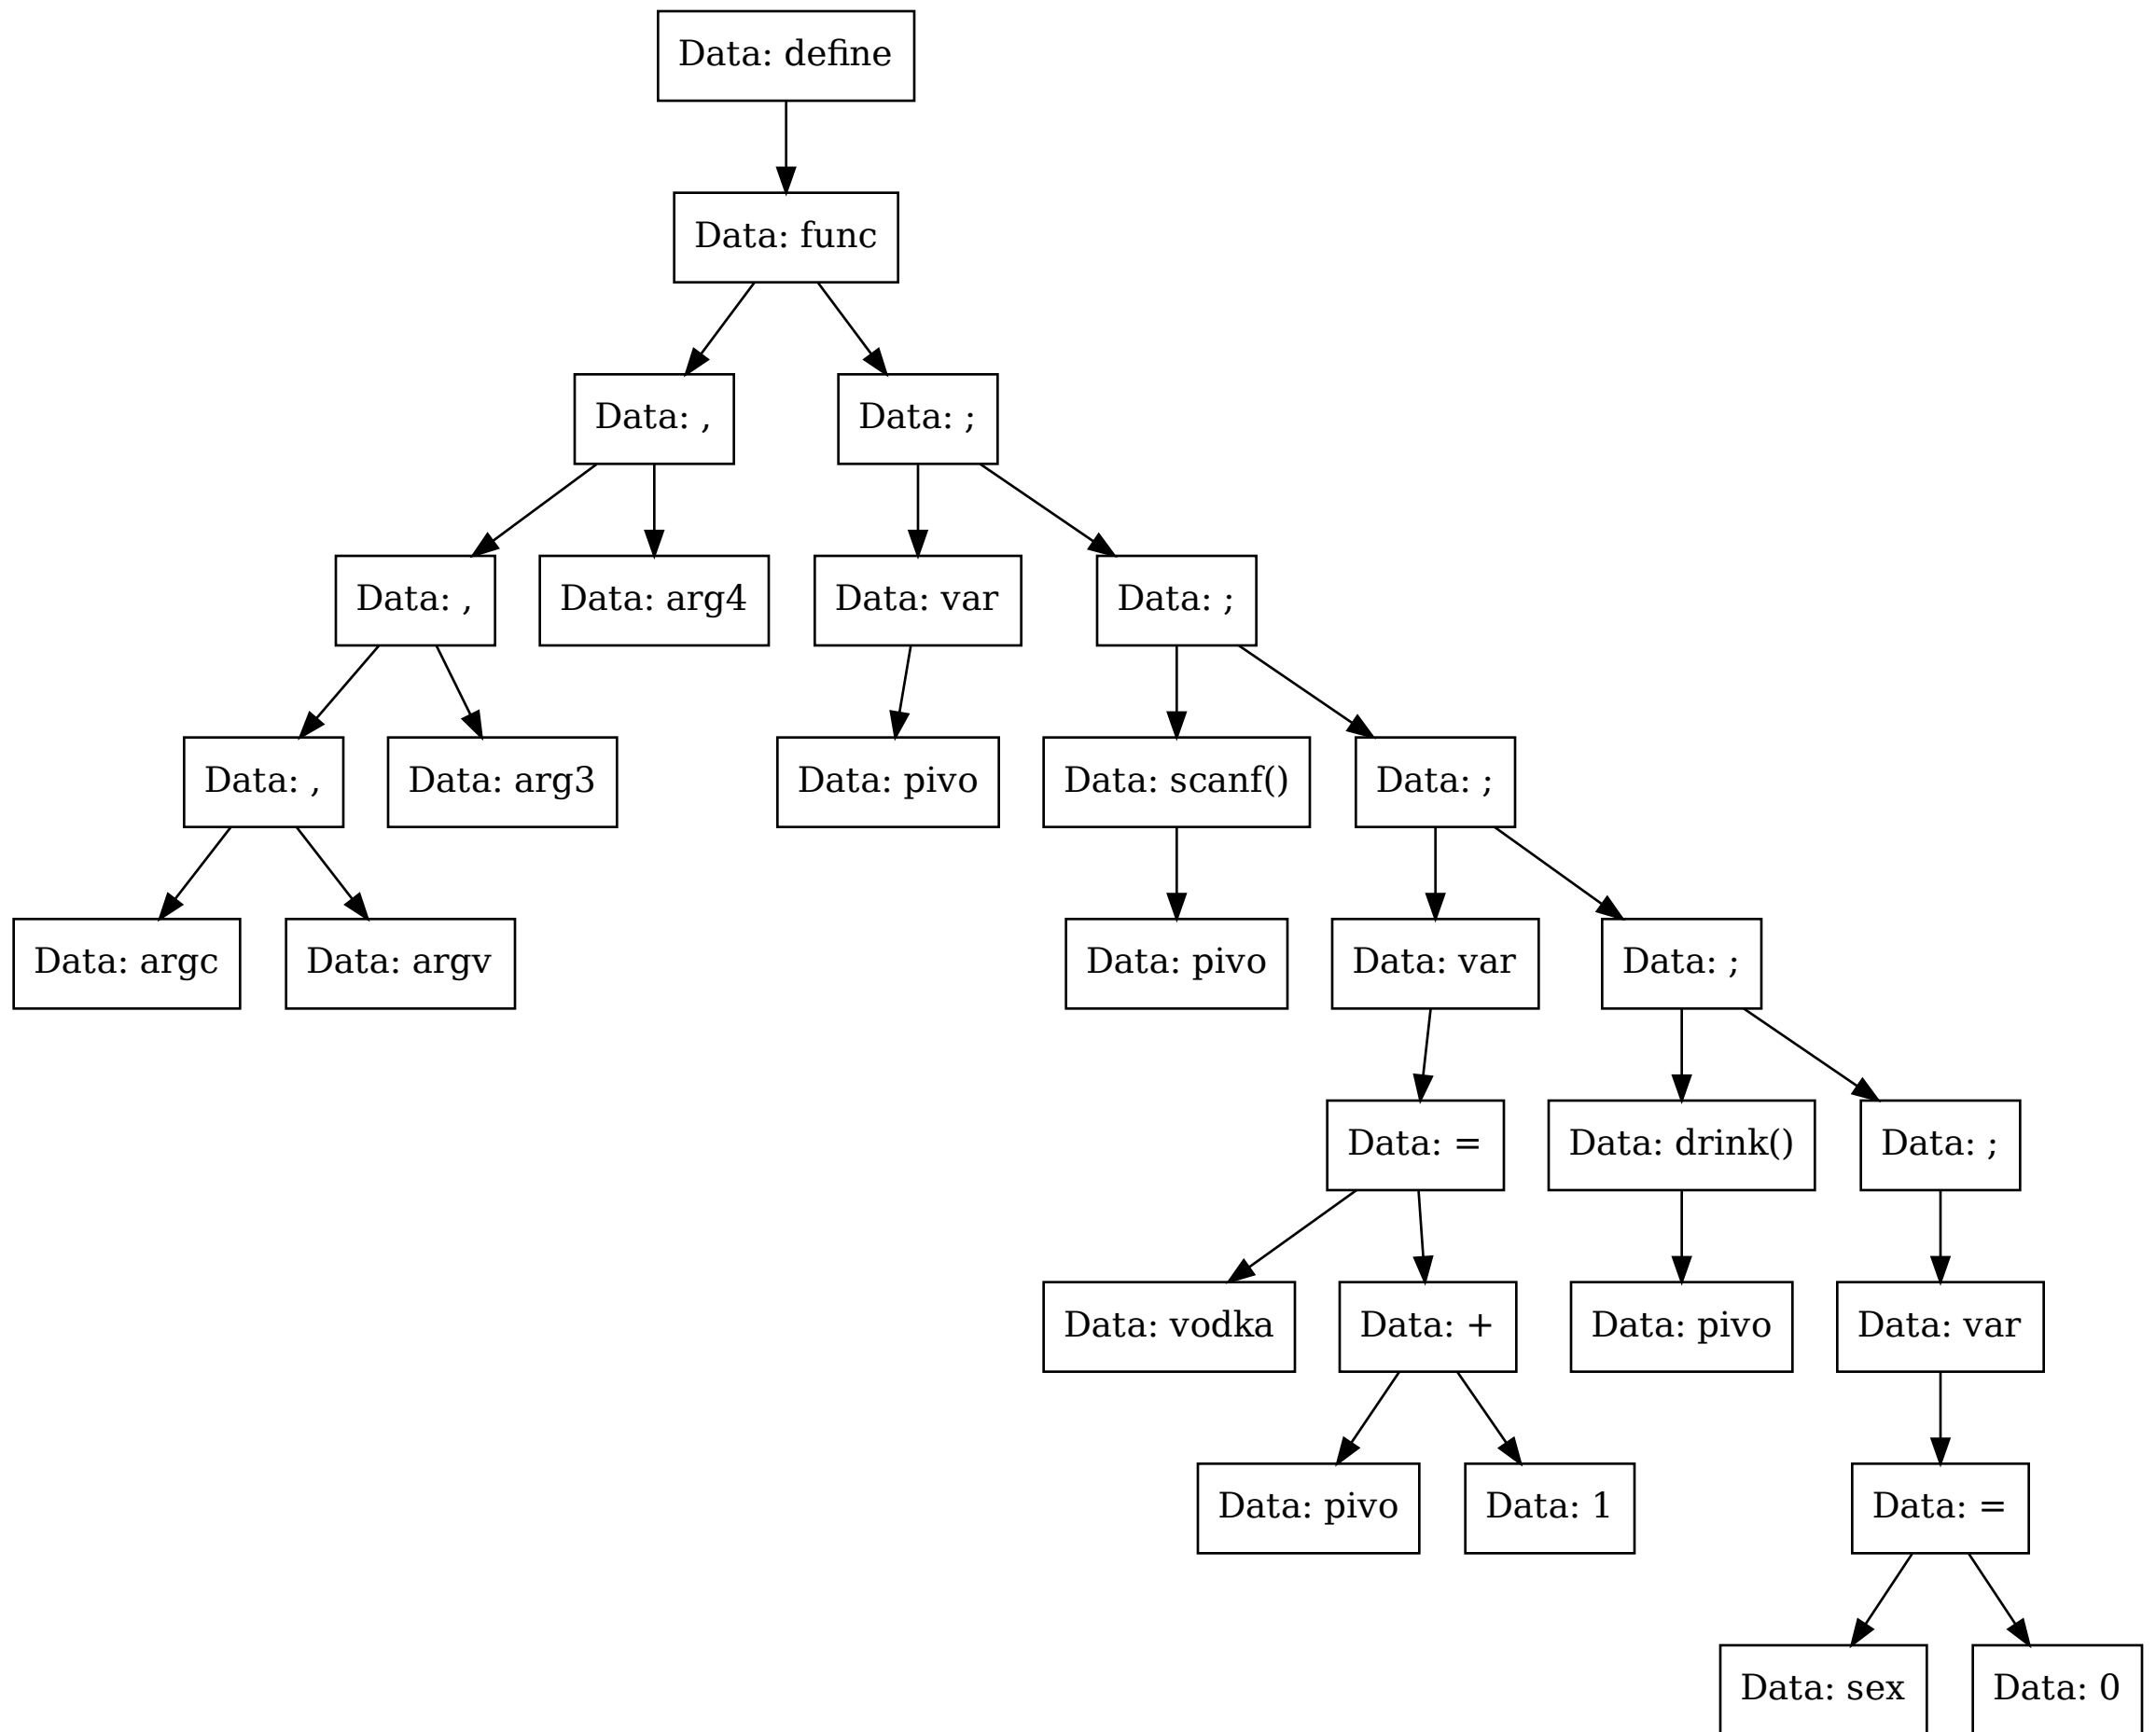 Data: define
Data: func
Data: ,
Data: ;
Data: ,
Data: arg4
Data: var
Data: ;
Data: ,
Data: arg3
Data: pivo
Data: scanf()
Data: ;
Data: argc
Data: argv
Data: pivo
Data: var
Data: ;
Data: =
Data: drink()
Data: ;
Data: vodka
Data: +
Data: pivo
Data: var
Data: pivo
Data: 1
Data: =
Data: sex
Data: 0